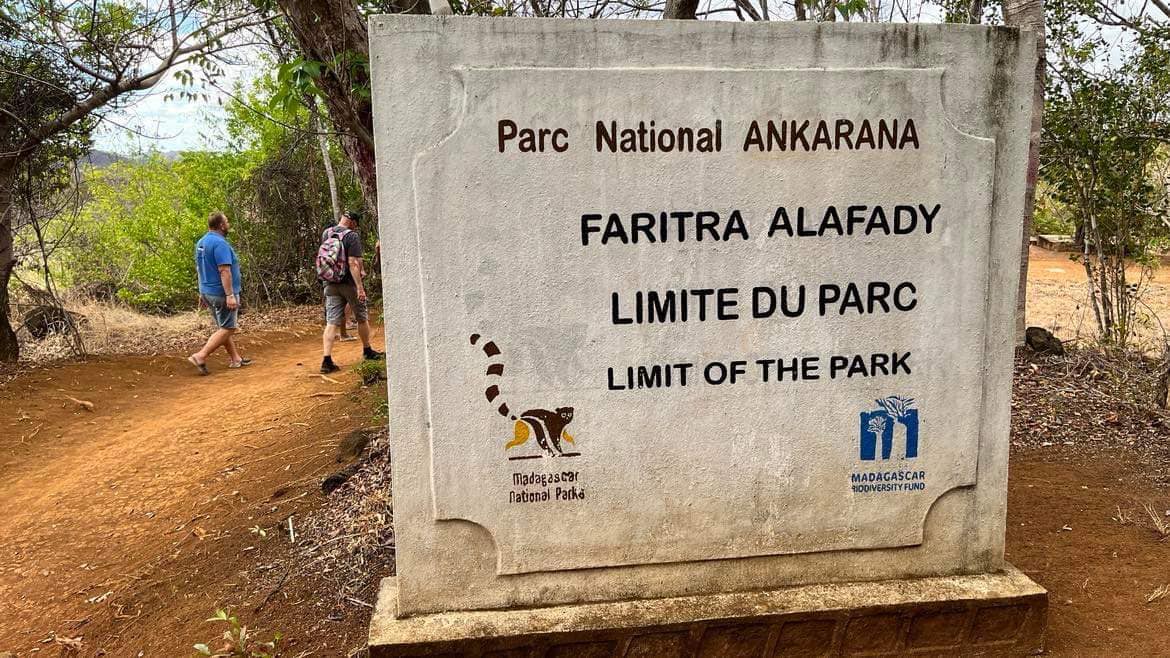 Parc National ANKARANA
FARITRA ALAFADY
LIMITE DU PARC
LIMIT OF THE PARK
Madagascar
National Parks
MADAGASCAR
BIODIVERSITY FUND